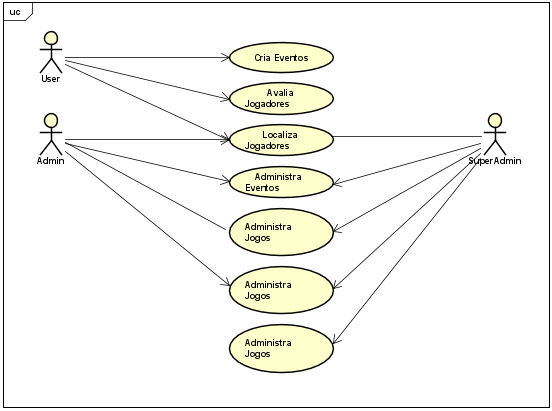 uc
User
Cria Eventos
Avalia
Jogadores
Admin
Localiza
Jogadores
SuperAdmin
Administra
Eventos
Administra
Jogos
Administra
Jogos
Administra
Jogos